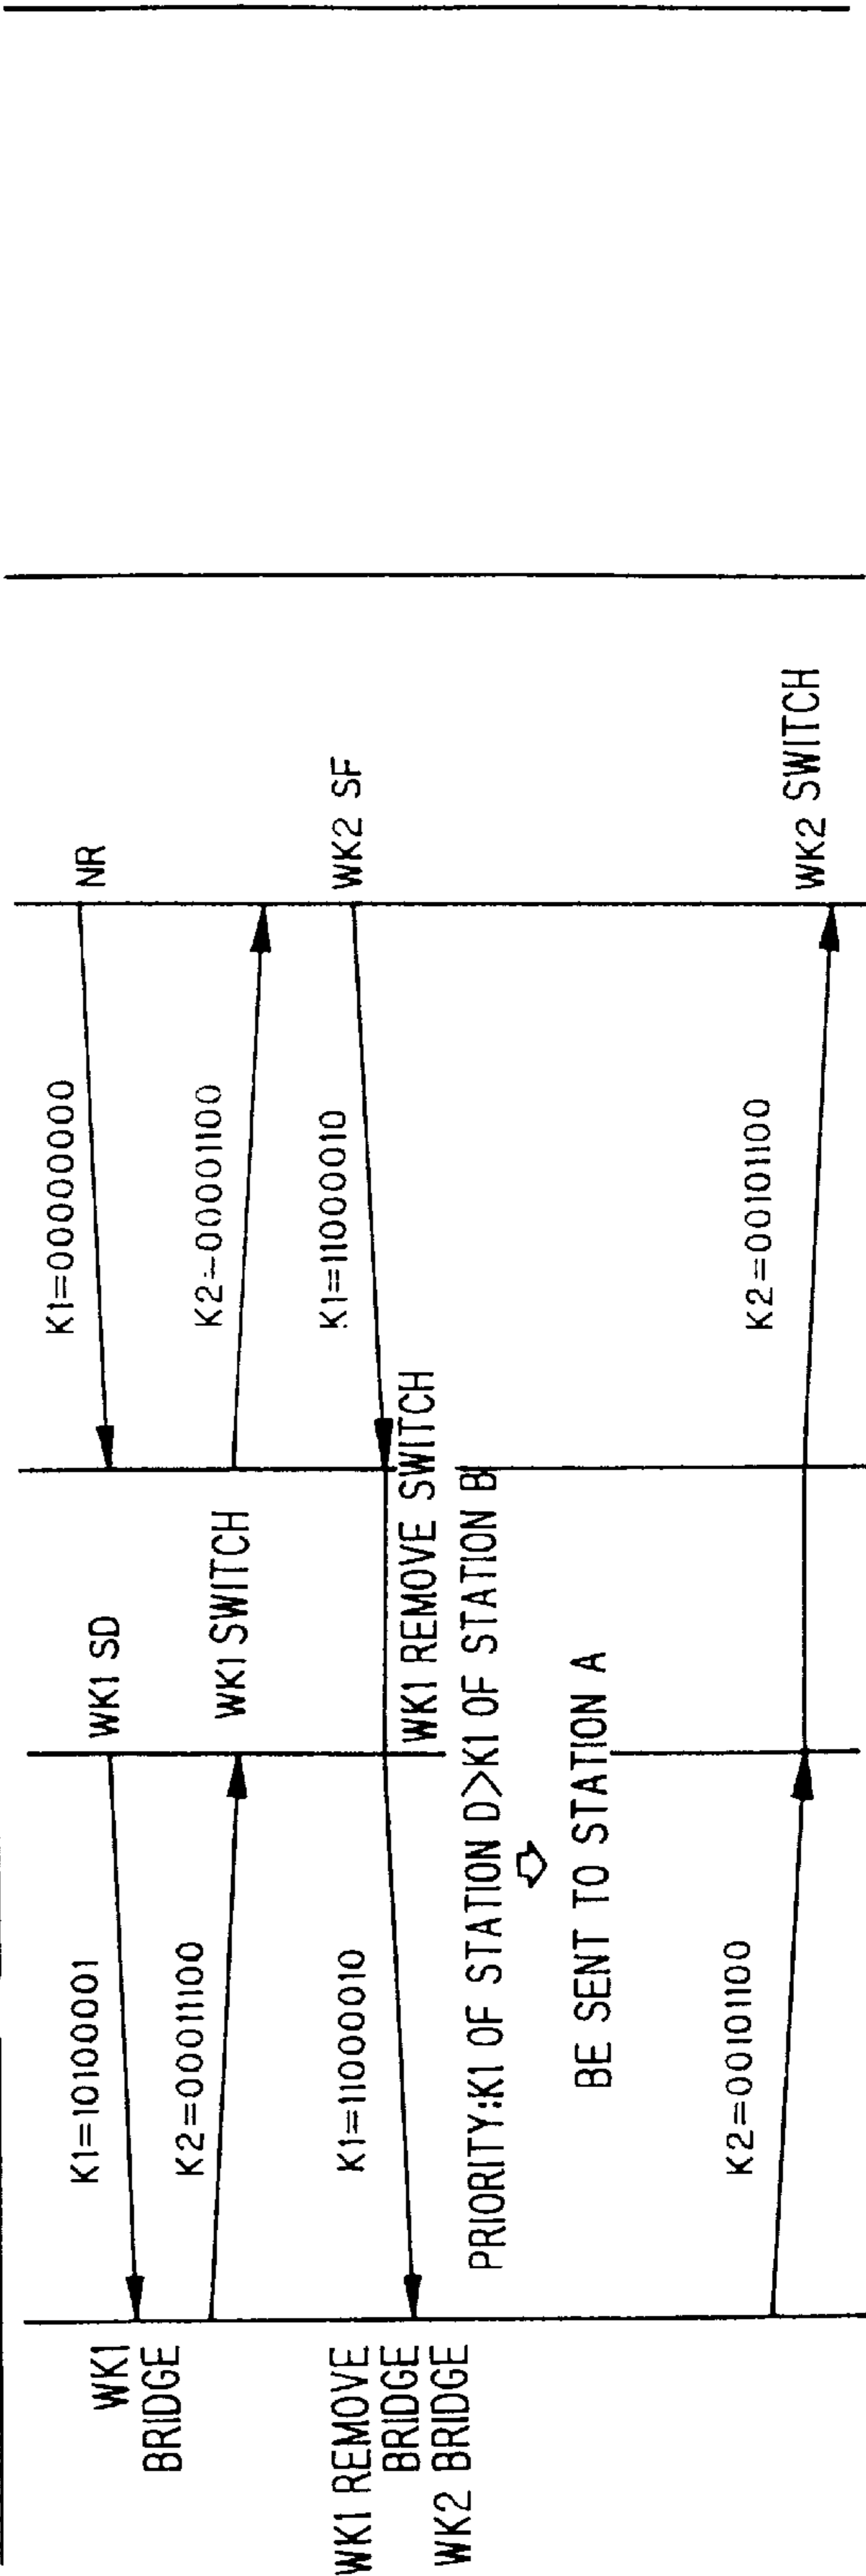 K1=10100001
K1=00000000
NR
WK1 SD
WK1
BRIDGE
K2=00011100
K2=00001100
WK1 SWITCH
K1=11000010
K1=11000010
WK2 SF
WK1 REMOVE
BRIDGE
WK2 BRIDGE
WK1 REMOVE SWITCH
PRIORITY:K1 OF STATION D>K1 OF STATION B
BE SENT TO STATION A
K2=00101100
K2=00101100
WK2 SWITCH